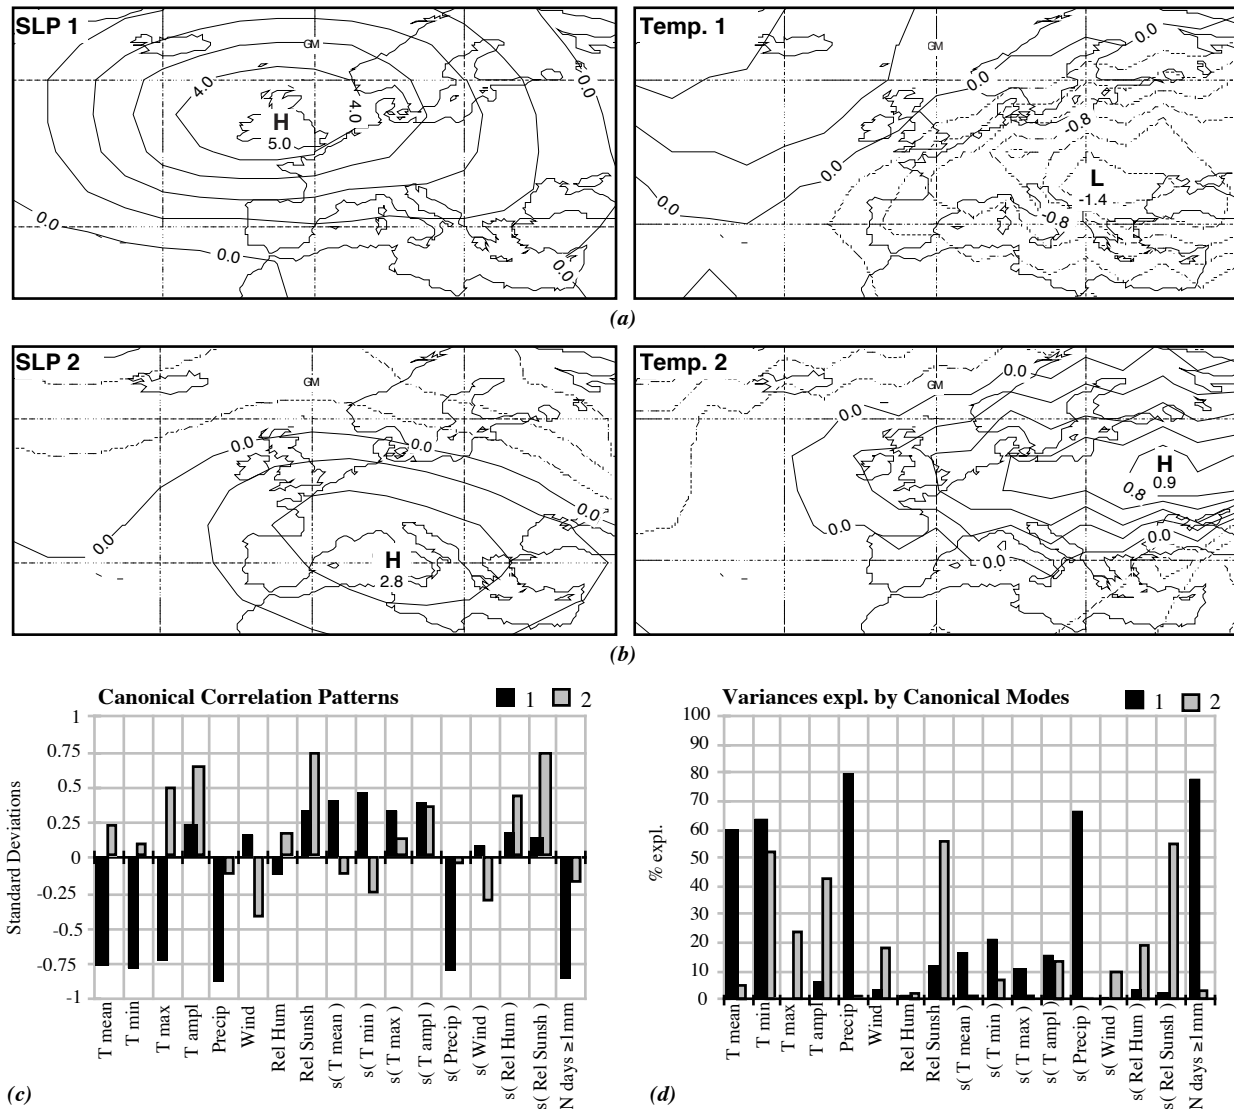 SLP 1
GM
4.0
4.0
H
5.0
0.0
0.0
0.0
0.0
Temp. 1
GM
0.0
0.0
-0.8
0.0
0.0
L
-1.4
-0.8
(a)
SLP 2
GM
0.0
0.0
0.0
0.0
H
2.8
Temp. 2
GM
0.0
0.0
H
0.9
0.8
0.0
0.0
0.0
(b)
Canonical Correlation Patterns
1 2
Standard Deviations
1
0.75
0.5
0.25
0
-0.25
-0.5
-0.75
-1
T mean
T min
T max
T ampl
Precip
Wind
Rel Hum
Rel Sunsh
s( T mean )
s( T min )
s( T max )
s( T ampl )
s( Precip )
s( Wind )
s( Rel Hum )
s( Rel Sunsh )
N days ≥1mm
(c)
Variances expl. by Canonical Modes
1 2
% expl.
100
90
80
70
60
50
40
30
20
10
0
T mean
T min
T max
T ampl
Precip
Wind
Rel Hum
Rel Sunsh
s( T mean )
s( T min )
s( T max )
s( T ampl )
s( Precip )
s( Wind )
s( Rel Hum )
s( Rel Sunsh )
N days ≥1mm
(d)